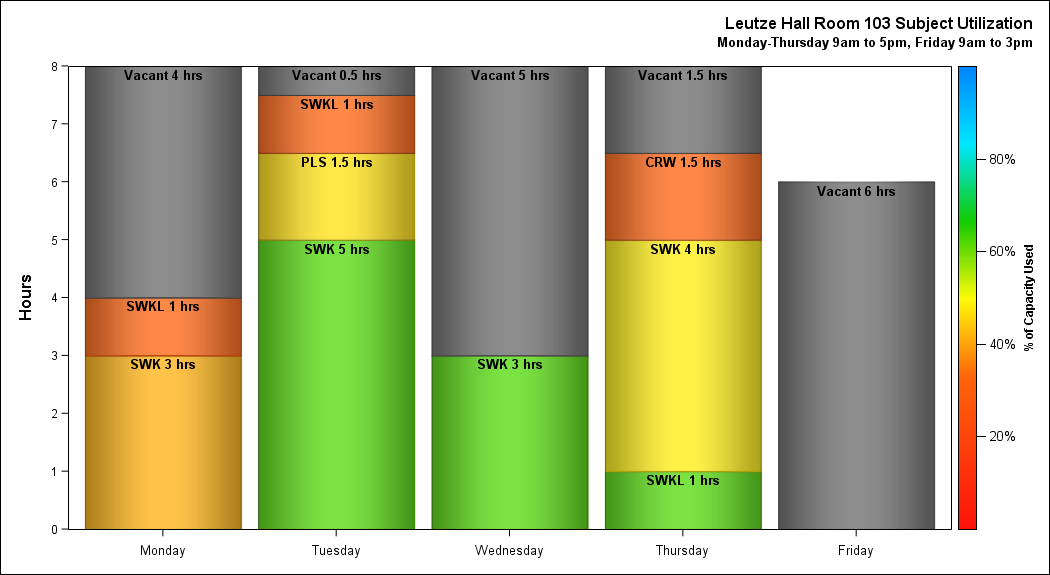 Leutze Hall Room 103 Subject Utilization
Monday-Thursday 9am to 5pm, Friday 9am to 3pm
Hours
8
7
6
5
4
3
2
1
0
Vacant 4 hrs
SWKL 1 hrs
SWK 3 hrs
Vacant 0.5 hrs
SWKL 1 hrs
PLS 1.5 hrs
SWK 5 hrs
Vacant 5 hrs
SWK 3 hrs
Vacant 1.5 hrs
CRW 1.5 hrs
SWK 4 hrs
SWKL 1 hrs
Vacant 6 hrs
Monday
Tuesday
Wednesday
Thursday
Friday
80%
60%
40%
20%
% of Capacity Used